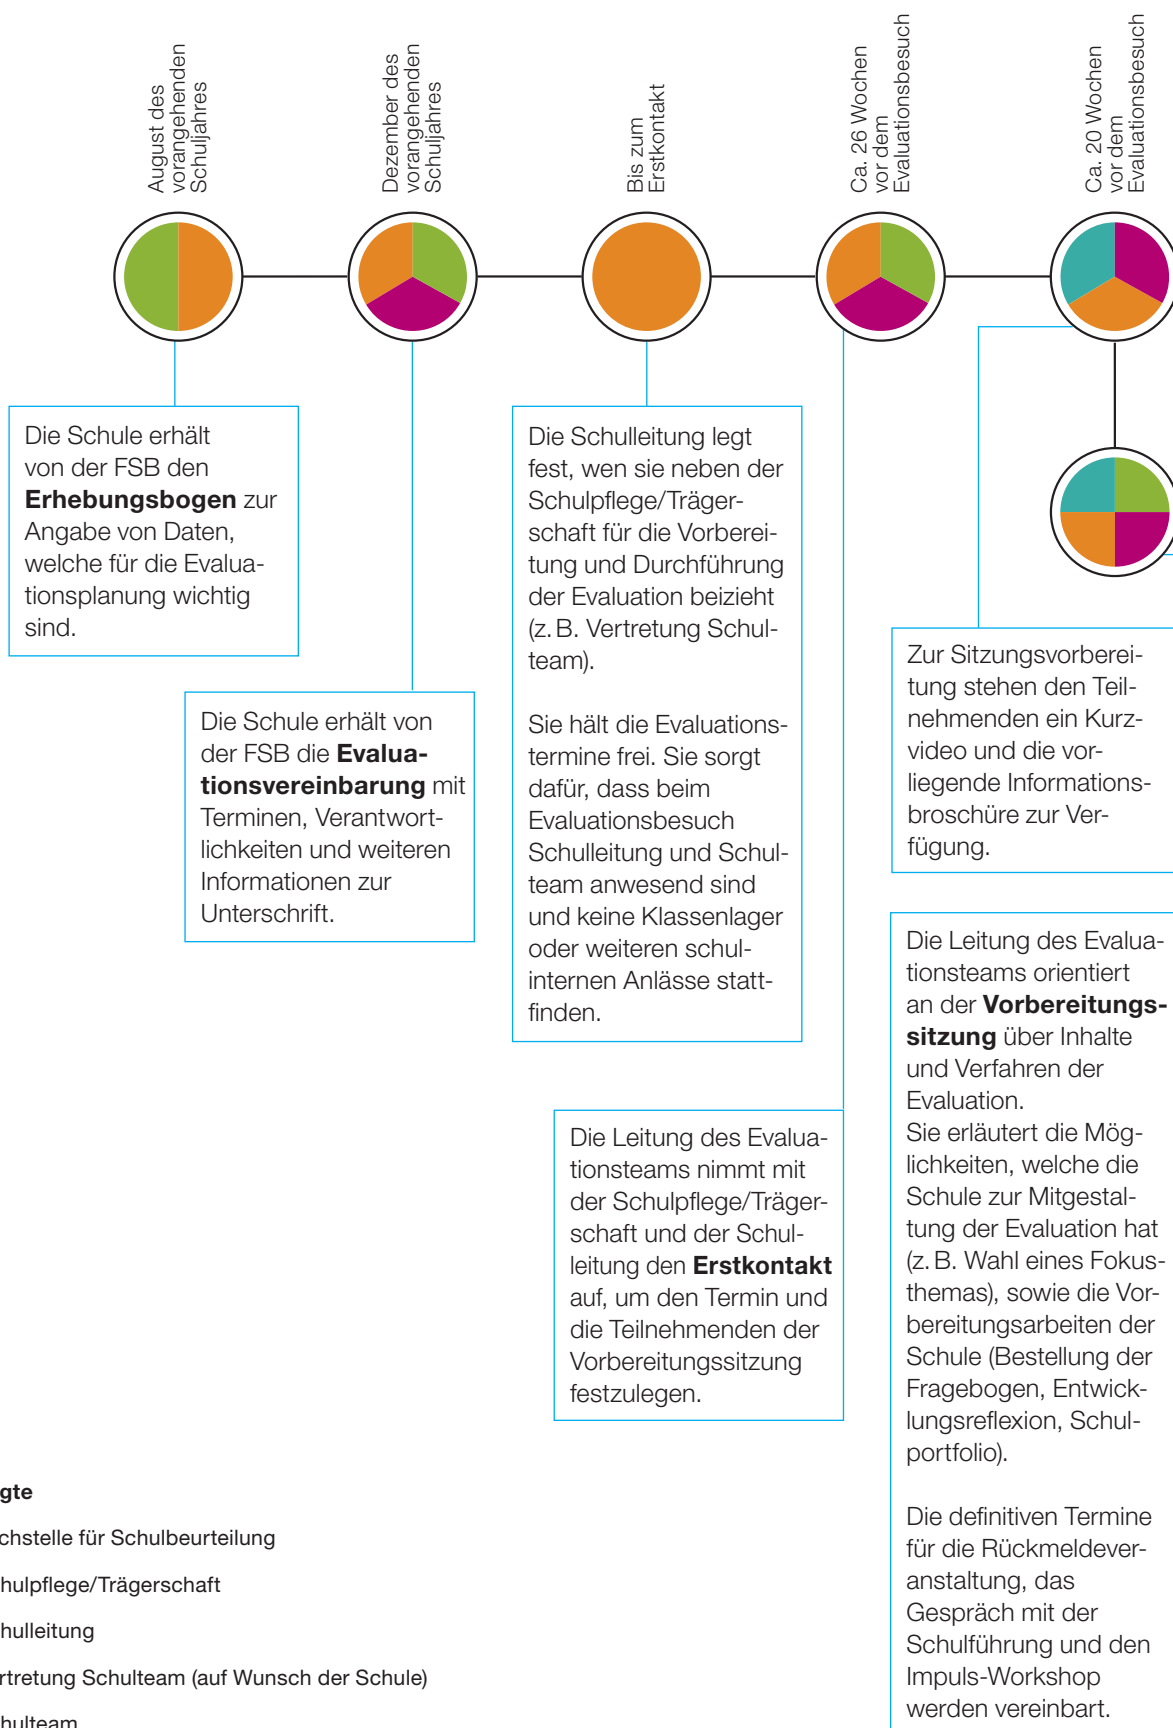 August des
vorangehenden
Schuljahres
Dezember des
vorangehenden
Schuljahres
Bis zum
Erstkontakt
Ca. 26 Wochen
vor dem
Evaluationsbesuch
Ca. 20 Wochen
vor dem
Evaluationsbesuch
Die Schule erhält
von der FSB den
Erhebungsbogen zur
Angabe von Daten,
welche für die Evalua-
tionsplanung wichtig
sind.
Die Schule erhält von
der FSB die Evalua-
tionsvereinbarung mit
Terminen, Verantwort-
lichkeiten und weiteren
Informationen zur
Unterschrift.
Die Schulleitung legt
fest, wen sie neben der
Schulpflege/Träger-
schaft für die Vorberei-
tung und Durchführung
der Evaluation beizieht
(z. B. Vertretung Schul-
team).
Sie hält die Evaluations-
termine frei. Sie sorgt
dafür, dass beim
Evaluationsbesuch
Schulleitung und Schul-
team anwesend sind
und keine Klassenlager
oder weiteren schul-
internen Anlässe statt-
finden.
Die Leitung des Evalua-
tionsteams nimmt mit
der Schulpflege/Träger-
schaft und der Schul-
leitung den Erstkontakt
auf, um den Termin und
die Teilnehmenden der
Vorbereitungssitzung
festzulegen.
Zur Sitzungsvorberei-
tung stehen den Teil-
nehmenden ein Kurz-
video und die vor-
liegende Informations-
broschüre zur Ver-
fügung.
Die Leitung des Evalua-
tionsteams orientiert
an der Vorbereitungs-
sitzung über Inhalte
und Verfahren der
Evaluation.
Sie erläutert die Mög-
lichkeiten, welche die
Schule zur Mitgestal-
tung der Evaluation hat
(z. B. Wahl eines Fokus-
themas), sowie die Vor-
bereitungsarbeiten der
Schule (Bestellung der
Fragebogen, Entwick-
lungsreflexion, Schul-
portfolio).
Die definitiven Termine
für die Rückmeldever-
anstaltung, das
Gespräch mit der
Schulführung und den
Impuls-Workshop
werden vereinbart.
gte
chstelle für Schulbeurteilung
hulpflege/Trägerschaft
hulleitung
rtretung Schulteam (auf Wunsch der Schule)
hulteam